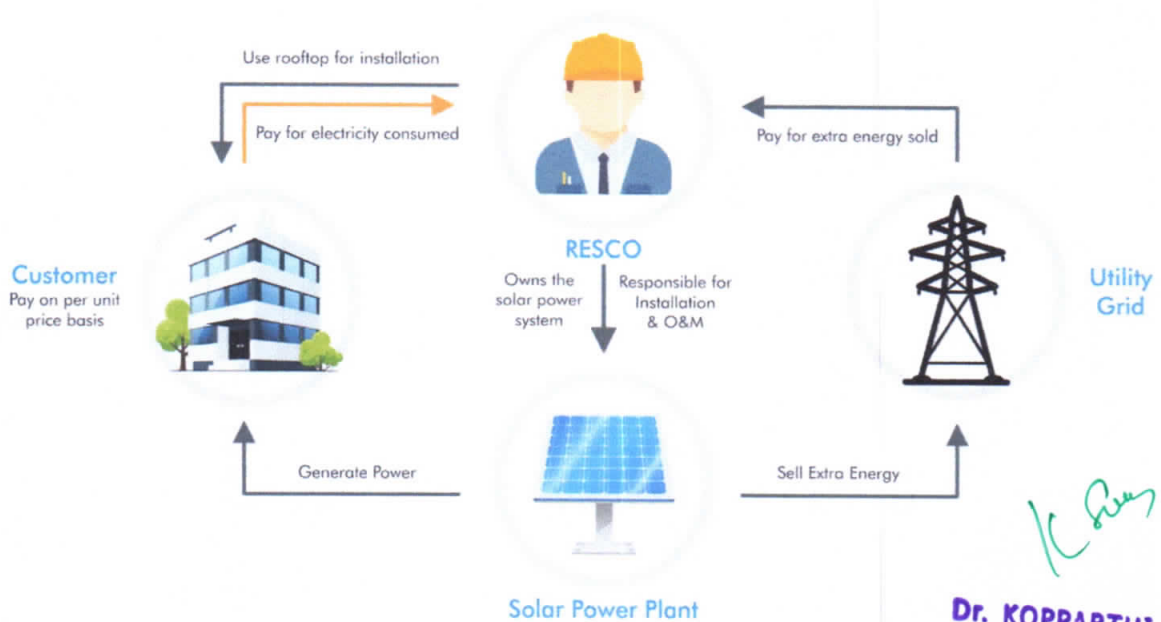 Use rooftop for installation
Pay for electricity consumed
Pay for extra energy sold
RESCO
Owns the
solar power
system
Responsible for
Installation
& O&M
Customer
Pay on per unit
price basis
Utility
Grid
Generate Power
Sell Extra Energy
Solar Power Plant
Dr.